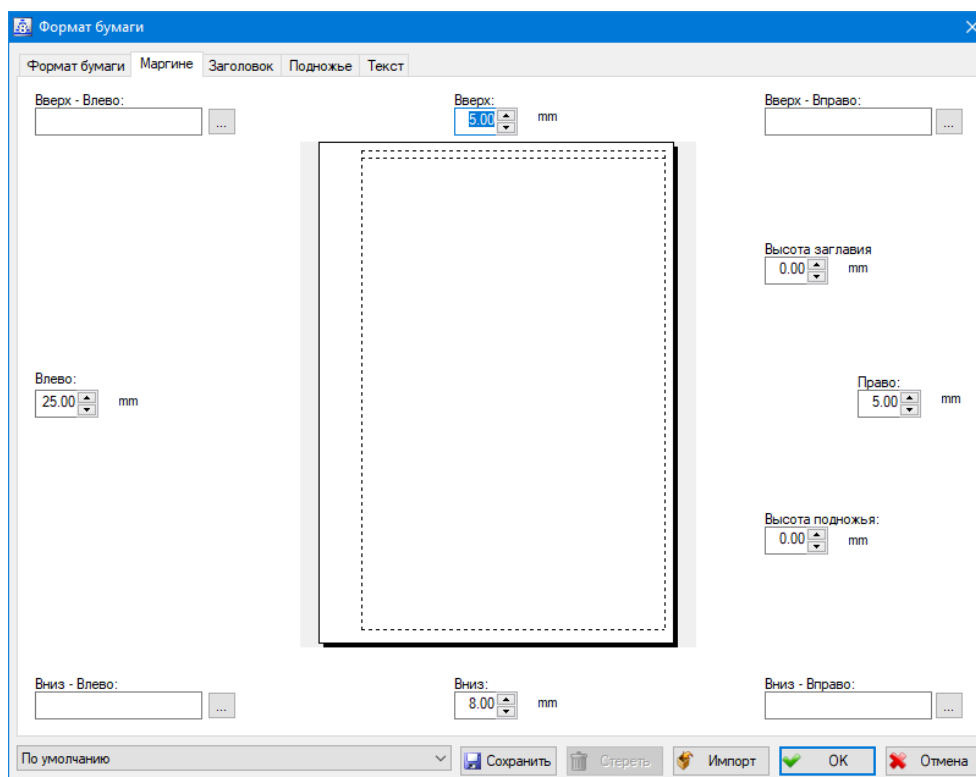 Формат бумаги
Формат бумаги Маргине Заголовок Подножье Текст
Вверх - Влево: Вверх: Вверх - Вправо:
... 5.00 mm ...
Высота заглавия
0.00 mm
Влево: Право:
25.00 mm 5.00 mm
Высота подножья:
0.00 mm
Вниз - Влево: Вниз: Вниз - Вправо:
... 8.00 mm ...
По умолчанию Сохранить Стереть Импорт OK Отмена